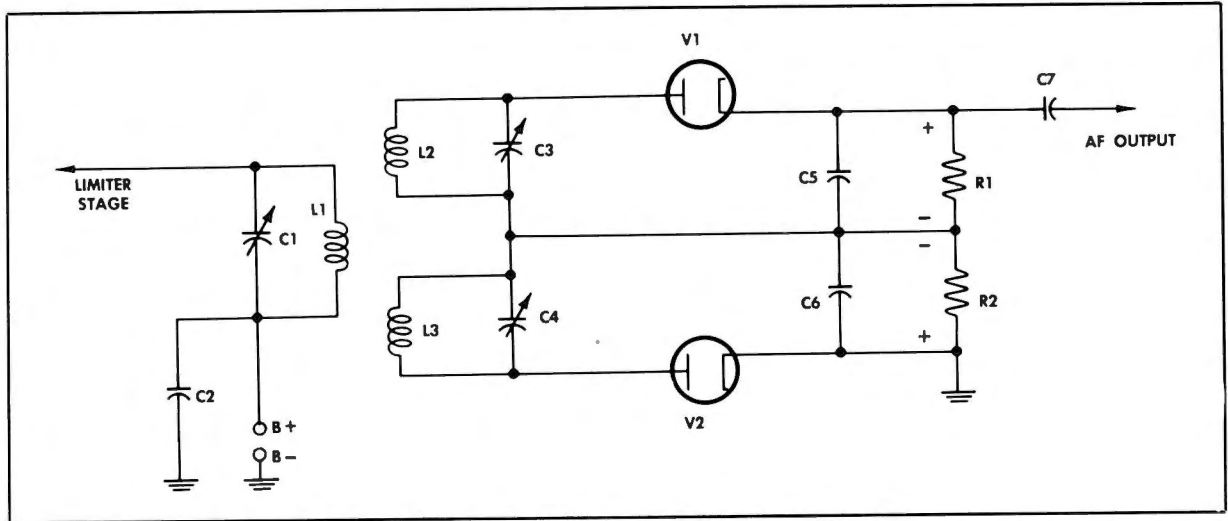 V1
C7
L2
C3
+
AF OUTPUT
LIMITER
STAGE
C5
R1
L1
C1
−
−
C6
R2
L3
C4
+
C2
V2
B+
B−